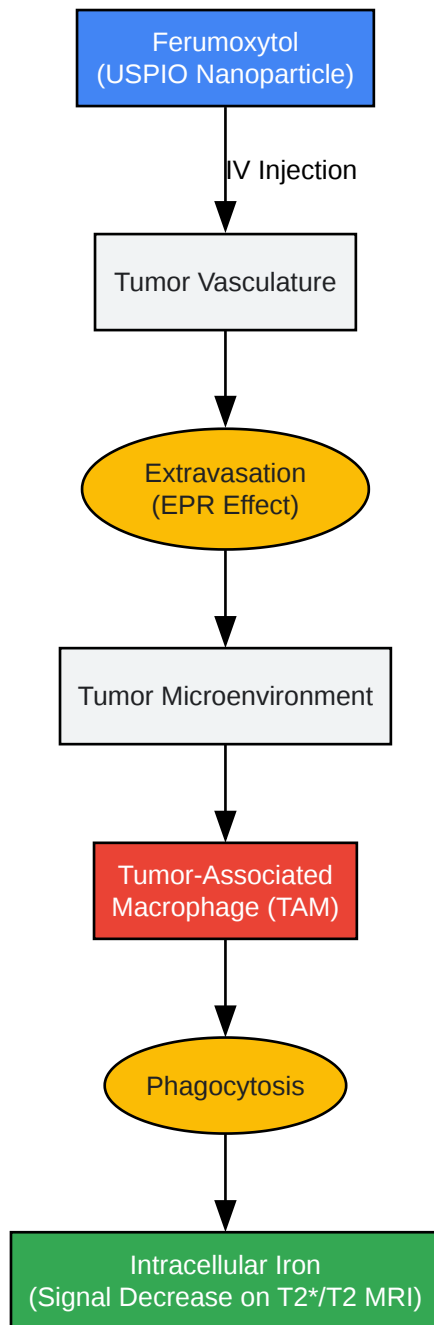 Ferumoxytol
(USPIO Nanoparticle)
IV Injection
Tumor Vasculature
Extravasation
(EPR Effect)
Tumor Microenvironment
Tumor-Associated
Macrophage (TAM)
Phagocytosis
Intracellular Iron
(Signal Decrease on T2*/T2 MRI)